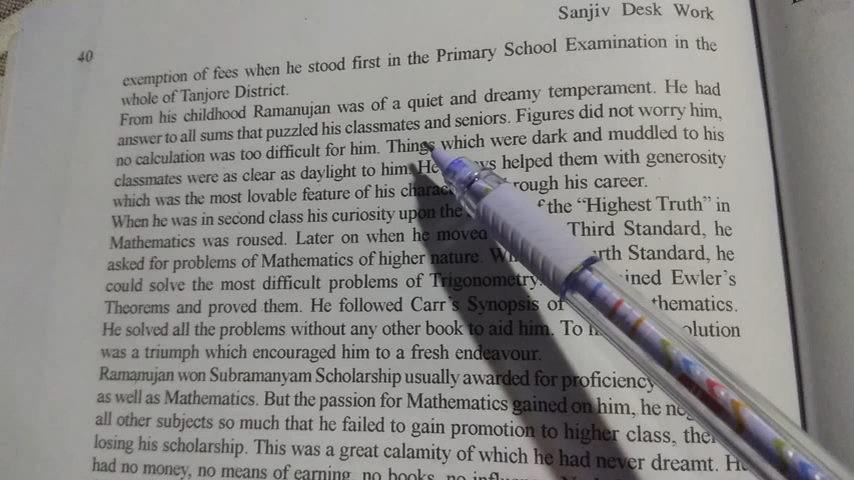 Sanjiv Desk Work
40
exemption of fees when he stood first in the Primary School Examination in the
whole of Tanjore District.
From his childhood Ramanujan was of a quiet and dreamy temperament. He had
answer to all sums that puzzled his classmates and seniors. Figures did not worry him,
no calculation was too difficult for him. Things which were dark and muddled to his
classmates were as clear as daylight to him. He helped them with generosity
which was the most lovable feature of his his career.
When he was in second class his curiosity upon the the "Highest Truth" in
Mathematics was roused. Later on when he moved Third Standard, he
asked for problems of Mathematics of higher nature. Standard, he
could solve the most difficult problems of Trigonometry. Ewler's
Theorems and proved them. He followed Carr's Synopsis of
He solved all the problems without any other book to aid him. To
was a triumph which encouraged him to a fresh endeavour.
Ramanujan won Subramanyam Scholarship usually awarded for proficiency
as well as Mathematics. But the passion for Mathematics gained on him, he
all other subjects so much that he failed to gain promotion to higher class,
losing his scholarship. This was a great calamity of which he had never dreamt.
had no money, no means of earning, no books, no